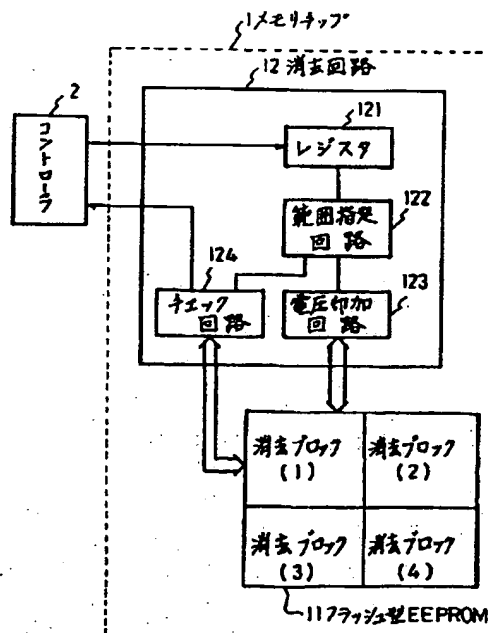 1メモリチップ
12消去回路
2
コントローラ
121
レジスタ
122
範囲指定
回路
124
チェック
回路
123
電圧印加
回路
消去ブロック
(1)
消去ブロック
(2)
消去ブロック
(3)
消去ブロック
(4)
11フラッシュ型EEPROM